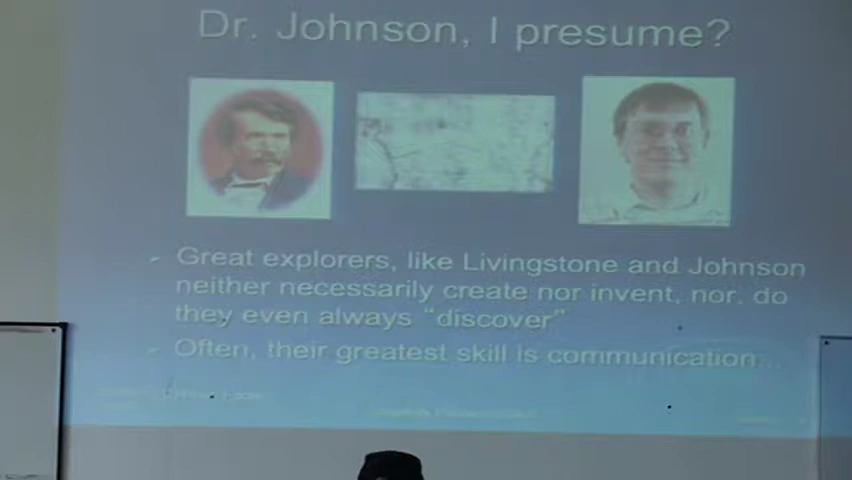 Dr. Johnson, I presume?
Great explorers, like Livingstone and Johnson
neither necessarily create nor invent, nor. do
they even always "discover"
Often, their greatest skill is communication...